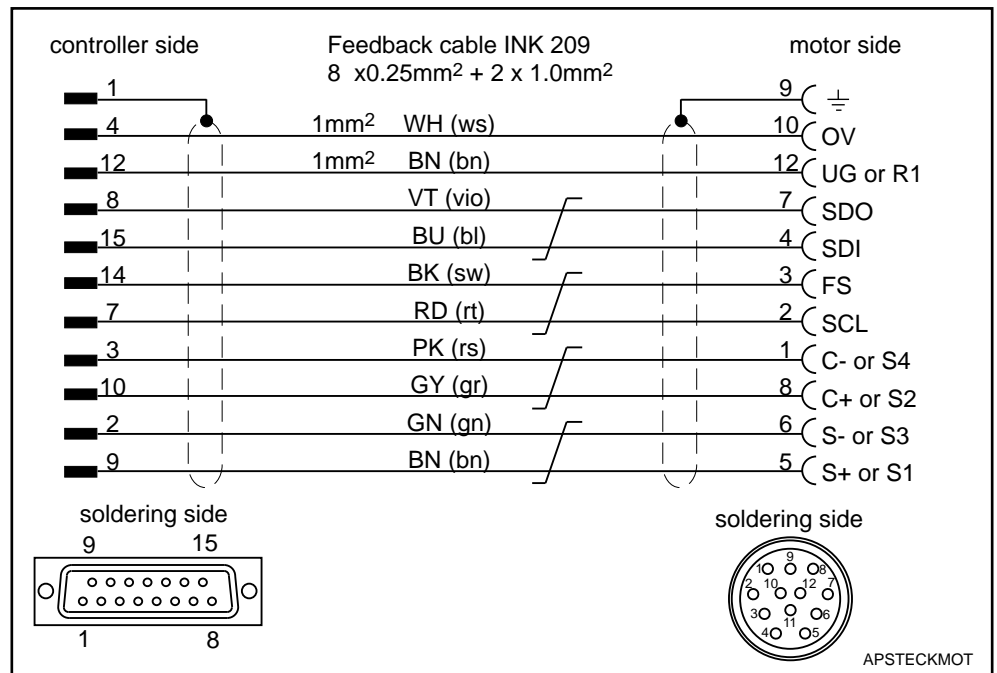 controller side Feedback cable INK 209 motor side
8 x0.25mm² + 2 x 1.0mm²
1 9
4 1mm² WH (ws) 10 OV
12 1mm² BN (bn) 12 UG or R1
8 VT (vio) 7 SDO
15 BU (bl) 4 SDI
14 BK (sw) 3 FS
7 RD (rt) 2 SCL
3 PK (rs) 1 C- or S4
10 GY (gr) 8 C+ or S2
2 GN (gn) 6 S- or S3
9 BN (bn) 5 S+ or S1
soldering side soldering side
9 15
1 8
9
1 8
2 10 12 7
3 11 6
4 5
APSTECKMOT